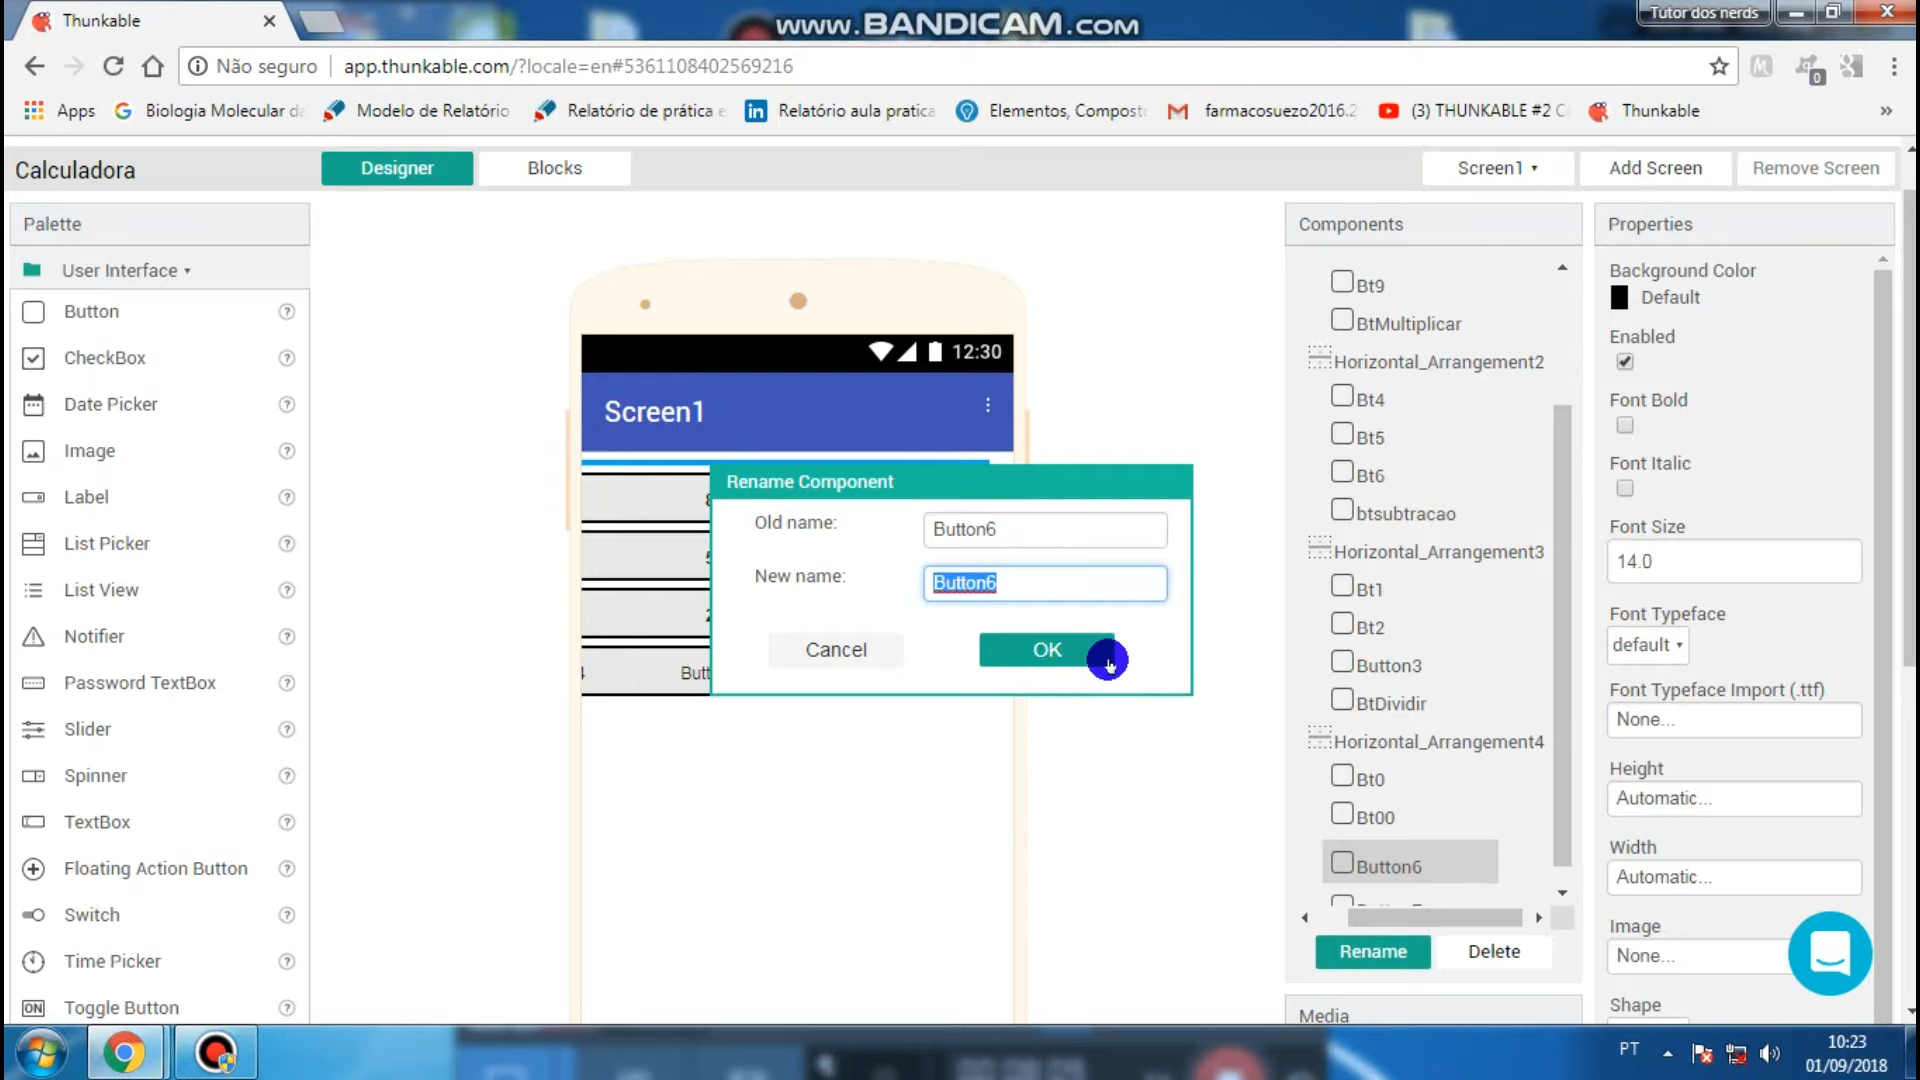 Thunkable
www.BANDICAM.com
Tutor dos nerds
Não seguro
app.thunkable.com/?locale=en#5361108402569216
0
Apps
Biologia Molecular da
Modelo de Relatório
Relatório de prática e
Relatório aula pratica
Elementos, Compost
farmacosuezo2016.2
(3) THUNKABLE #2 C
Thunkable
»
Calculadora
Designer
Blocks
Screen1
Add Screen
Remove Screen
Palette
User Interface
Button
CheckBox
Date Picker
Image
Label
List Picker
List View
Notifier
Password TextBox
Slider
Spinner
TextBox
Floating Action Button
Switch
Time Picker
ON
Toggle Button
12:30
Screen1
4
Butt
Rename Component
Old name:
Button6
New name:
Button6
Cancel
OK
Components
Bt9
BtMultiplicar
Horizontal_Arrangement2
Bt4
Bt5
Bt6
btsubtracao
Horizontal_Arrangement3
Bt1
Bt2
Button3
BtDividir
Horizontal_Arrangement4
Bt0
Bt00
Button6
Rename
Delete
Media
Properties
Background Color
Default
Enabled
Font Bold
Font Italic
Font Size
14.0
Font Typeface
default
Font Typeface Import (.ttf)
None...
Height
Automatic...
Width
Automatic...
Image
None...
Shape
PT
10:23
01/09/2018